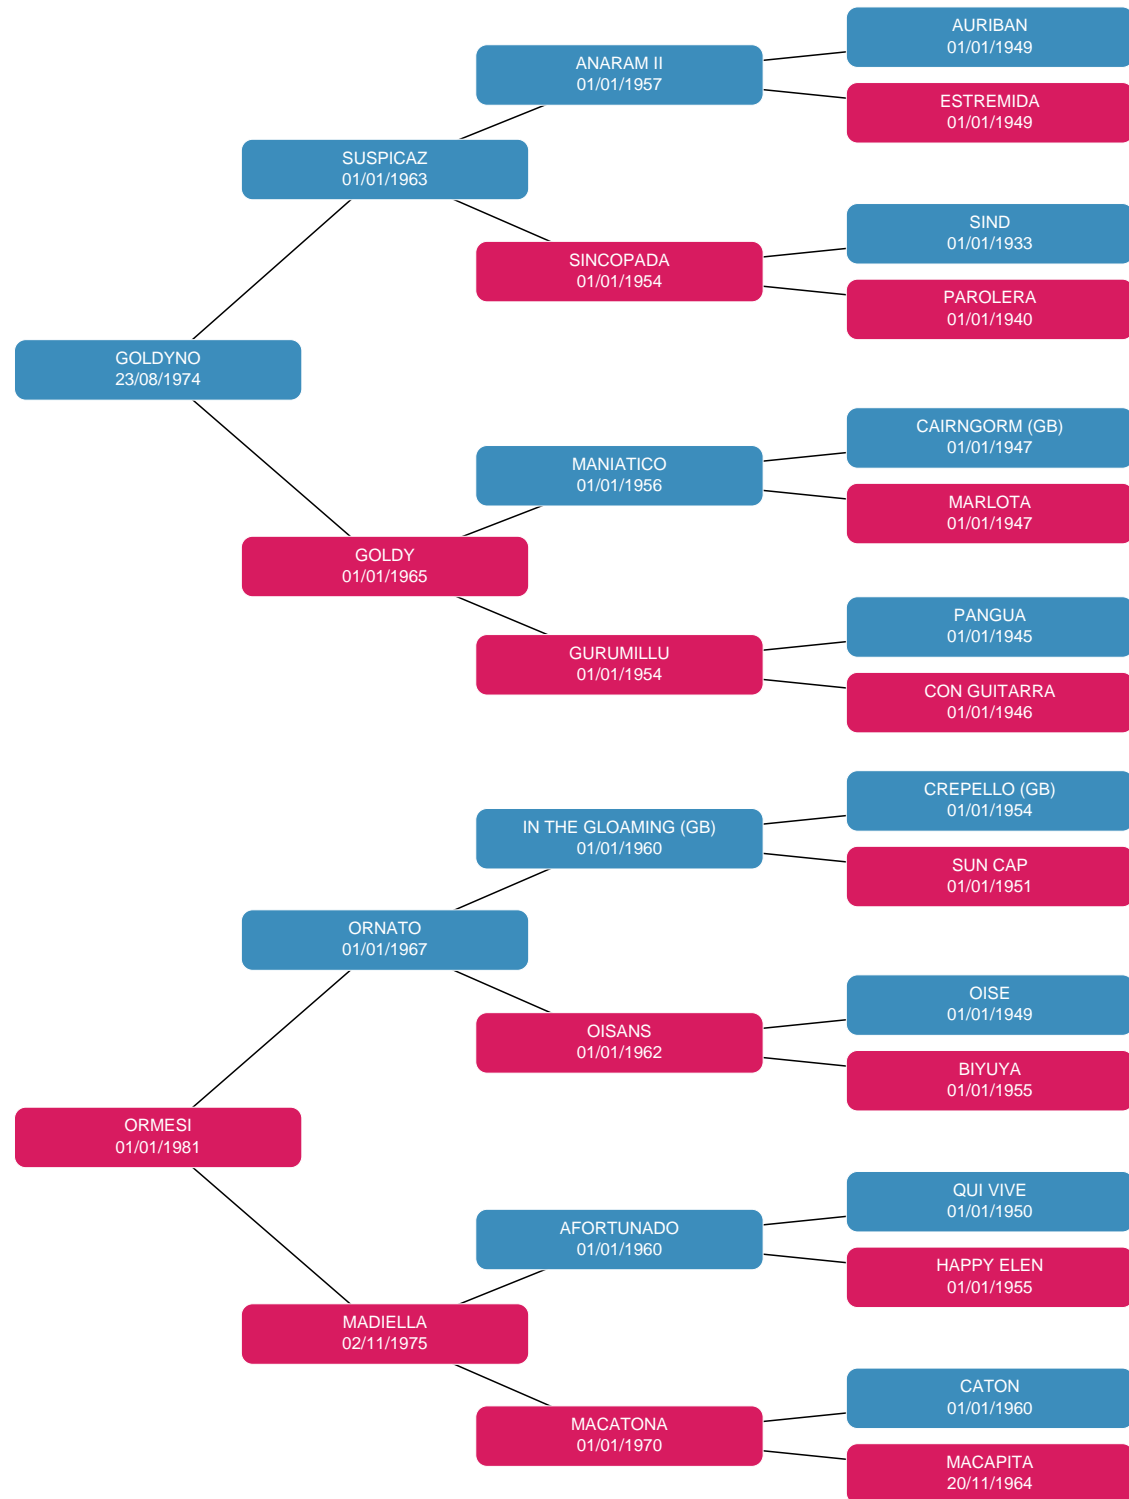 AURIBAN
01/01/1949
ANARAM II
01/01/1957
ESTREMIDA
01/01/1949
SUSPICAZ
01/01/1963
SIND
01/01/1933
SINCOPADA
01/01/1954
PAROLERA
01/01/1940
GOLDYNO
23/08/1974
CAIRNGORM (GB)
01/01/1947
MANIATICO
01/01/1956
MARLOTA
01/01/1947
GOLDY
01/01/1965
PANGUA
01/01/1945
GURUMILLU
01/01/1954
CON GUITARRA
01/01/1946
CREPELLO (GB)
01/01/1954
IN THE GLOAMING (GB)
01/01/1960
SUN CAP
01/01/1951
ORNATO
01/01/1967
OISE
01/01/1949
OISANS
01/01/1962
BIYUYA
01/01/1955
ORMESI
01/01/1981
QUI VIVE
01/01/1950
AFORTUNADO
01/01/1960
HAPPY ELEN
01/01/1955
MADIELLA
02/11/1975
CATON
01/01/1960
MACATONA
01/01/1970
MACAPITA
20/11/1964